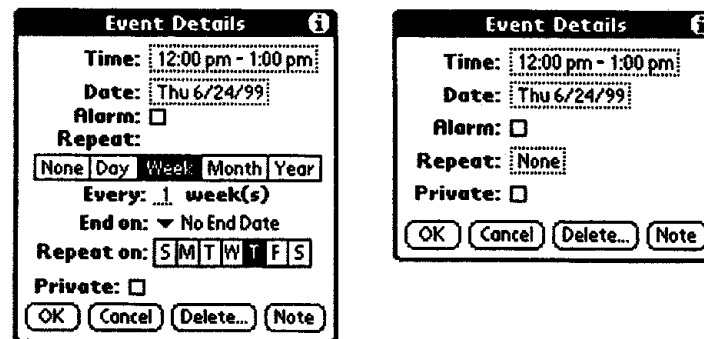 Event Details i
Time: 12:00 pm - 1:00 pm
Date: Thu 6/24/99
Alarm:
Repeat:
None Day Week Month Year
Every: 1 week(s)
End on: No End Date
Repeat on: S M T W T F S
Private:
OK Cancel Delete... Note
Event Details i
Time: 12:00 pm - 1:00 pm
Date: Thu 6/24/99
Alarm:
Repeat: None
Private:
OK Cancel Delete... Note